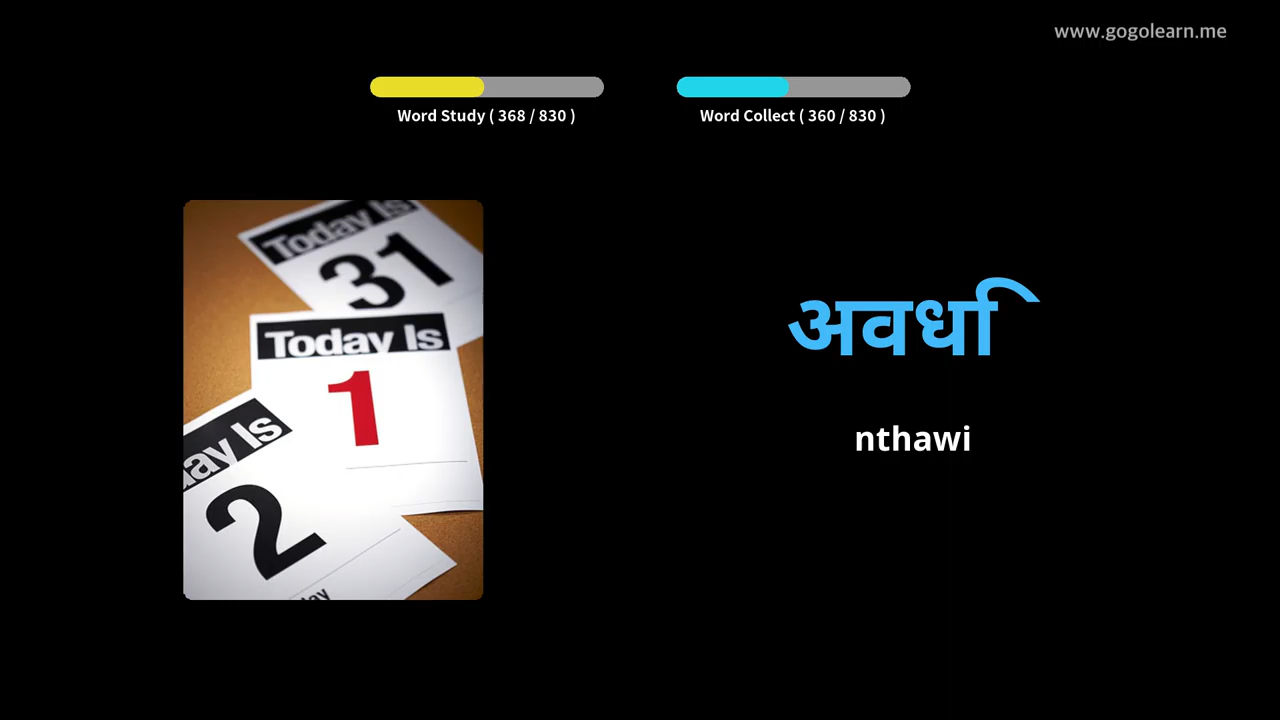 www.gogolearn.me
Word Study ( 368 / 830 )
Word Collect ( 360 / 830 )
Today Is
31
Today Is
1
ay Is
2
ay
अवधि
nthawi